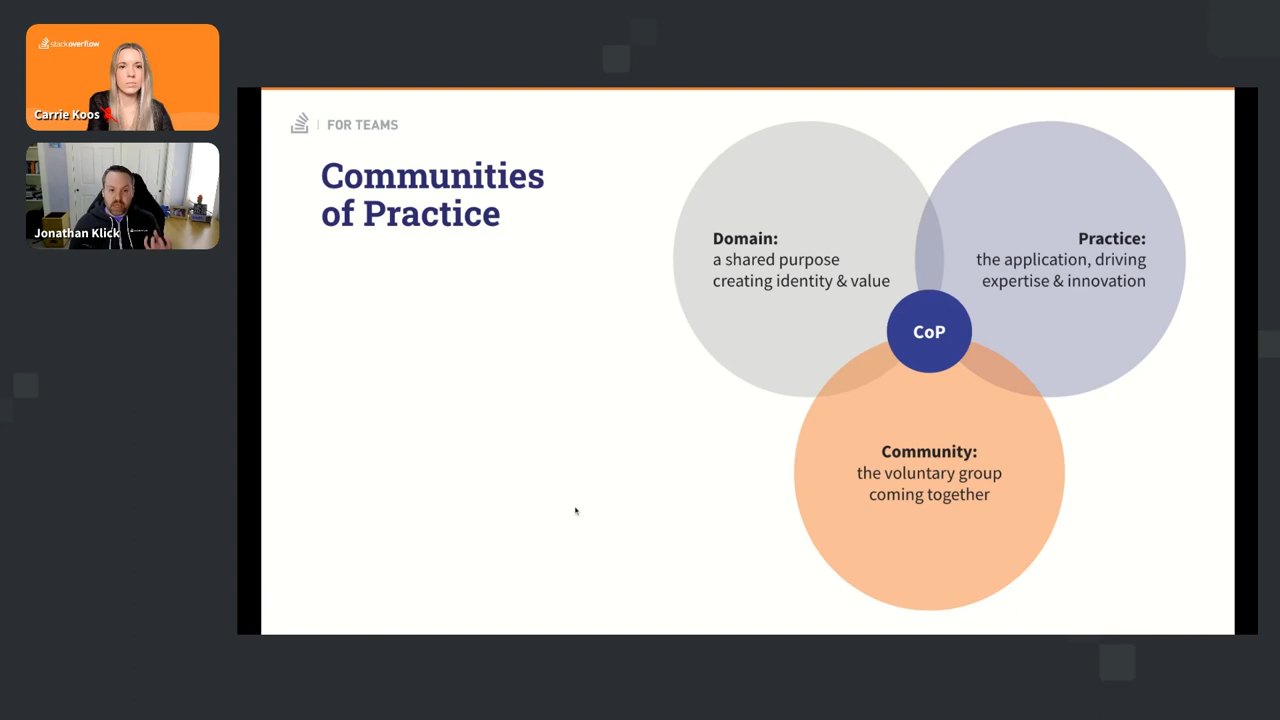 stackoverflow
Carrie Koos
Jonathan Klick
FOR TEAMS
Communities
of Practice
Domain:
a shared purpose
creating identity & value
Practice:
the application, driving
expertise & innovation
CoP
Community:
the voluntary group
coming together